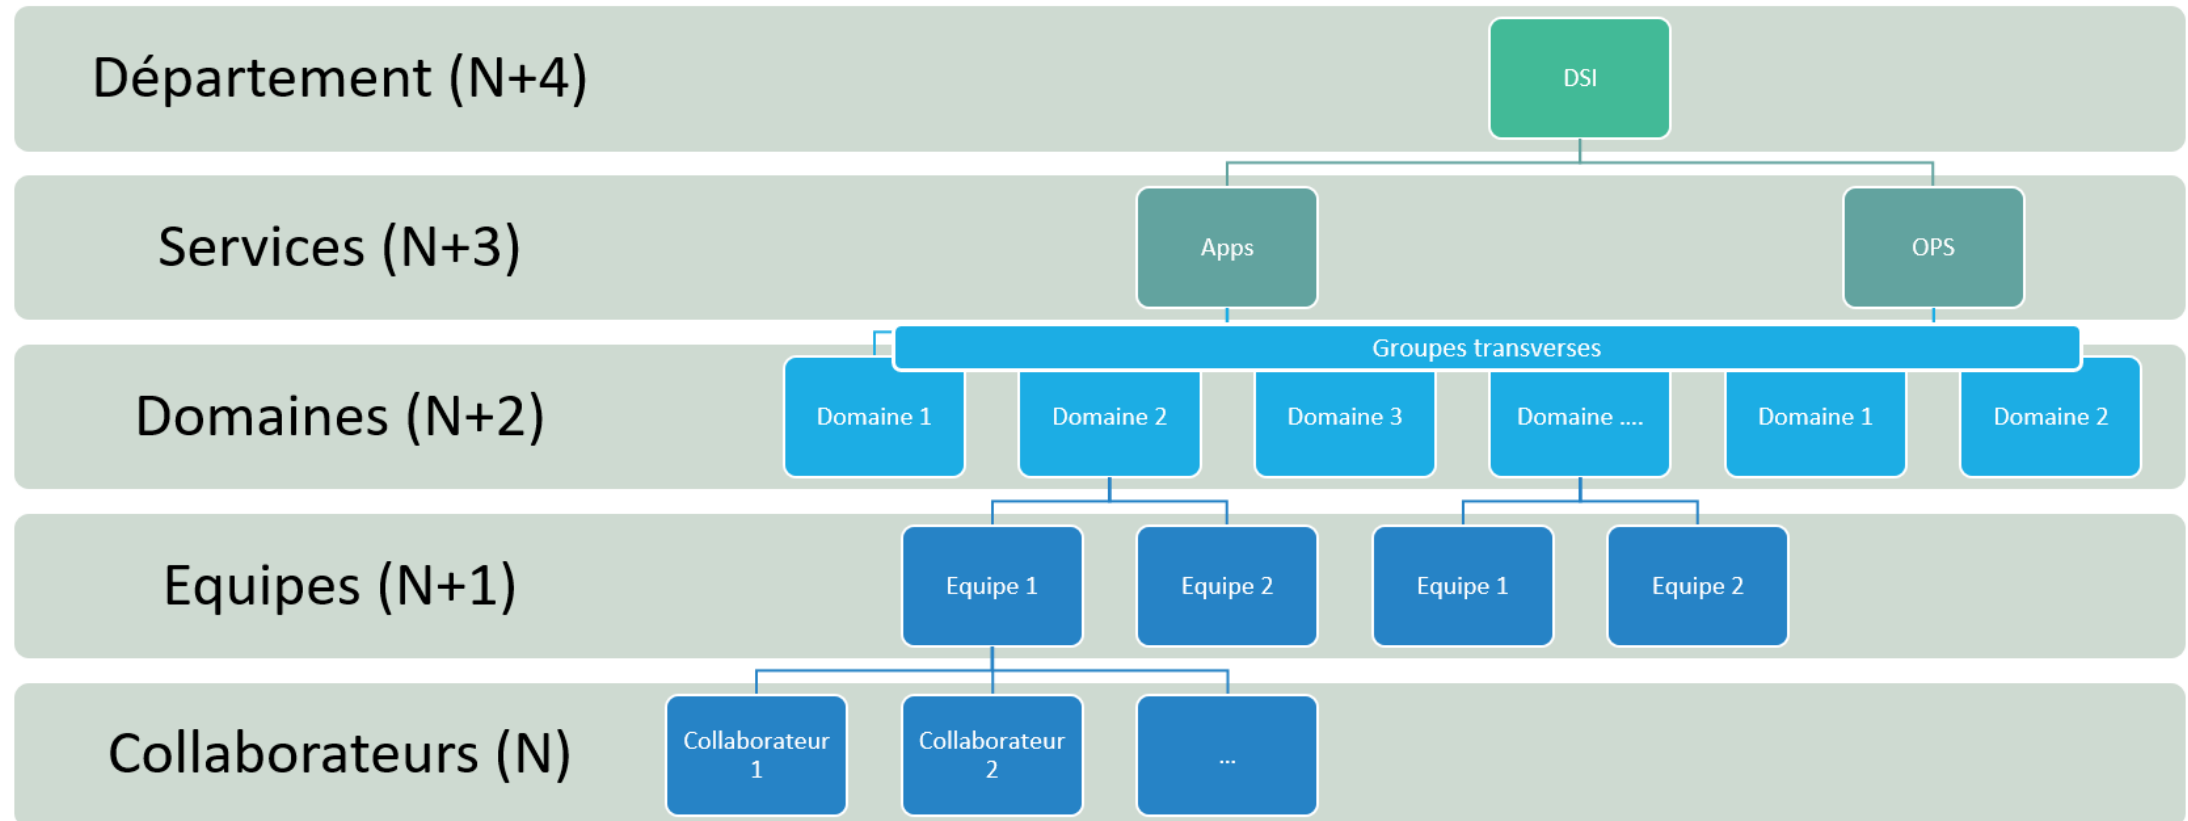 Département (N+4)
DSI
Services (N+3)
Apps
OPS
Groupes transverses
Domaines (N+2)
Domaine 1
Domaine 2
Domaine 3
Domaine ....
Domaine 1
Domaine 2
Equipes (N+1)
Equipe 1
Equipe 2
Equipe 1
Equipe 2
Collaborateurs (N)
Collaborateur
1
Collaborateur
2
...